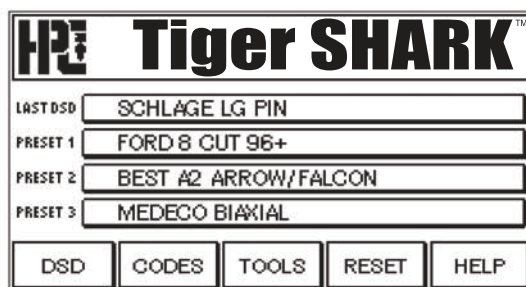 HPC Tiger SHARK™
LAST DSD SCHLAGE LG PIN
PRESET 1 FORD 8 CUT 96+
PRESET 2 BEST A2 ARROW/FALCON
PRESET 3 MEDECO BIAXIAL
DSD CODES TOOLS RESET HELP